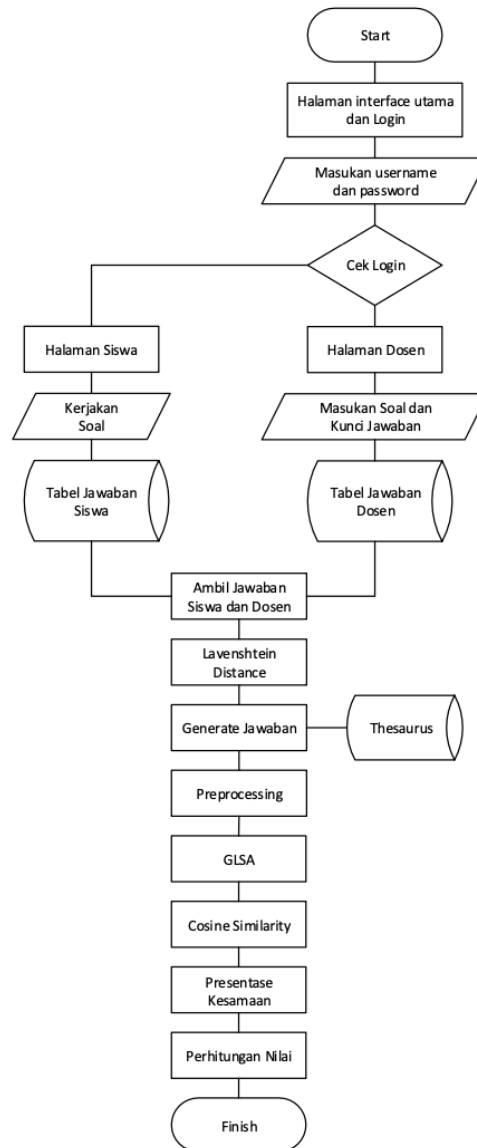 Start
Halaman interface utama
dan Login
Masukan username
dan password
Cek Login
Halaman Siswa
Halaman Dosen
Kerjakan
Soal
Masukan Soal dan
Kunci Jawaban
Tabel Jawaban
Siswa
Tabel Jawaban
Dosen
Ambil Jawaban
Siswa dan Dosen
Lavenshtein
Distance
Generate Jawaban
Thesaurus
Preprocessing
GLSA
Cosine Similarity
Presentase
Kesamaan
Perhitungan Nilai
Finish